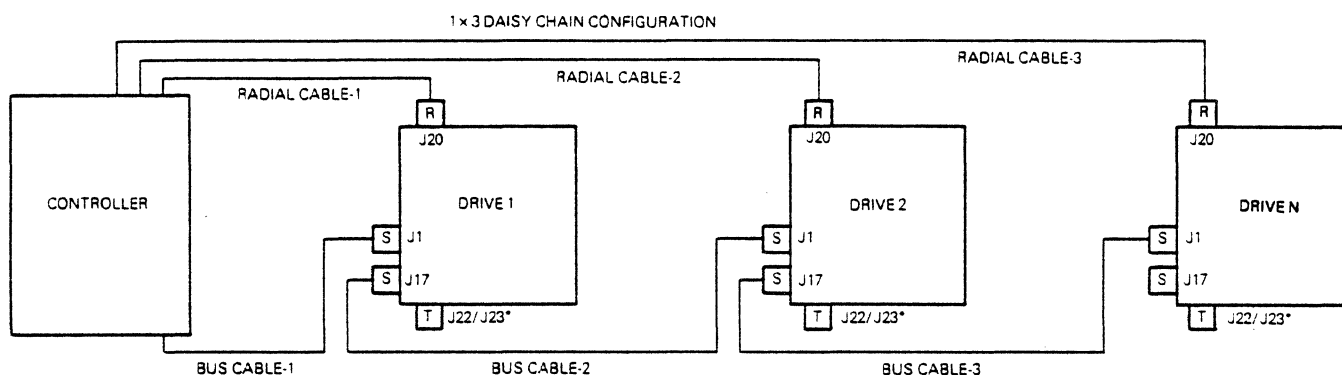 1 x 3 DAISY CHAIN CONFIGURATION
RADIAL CABLE-3
RADIAL CABLE-2
RADIAL CABLE-1
R
R
R
J20
J20
J20
CONTROLLER
DRIVE 1
DRIVE 2
DRIVE N
S
J1
S
J1
S
J1
S
J17
S
J17
S
J17
T
J22/J23*
T
J22/J23*
T
J22/J23*
BUS CABLE-1
BUS CABLE-2
BUS CABLE-3